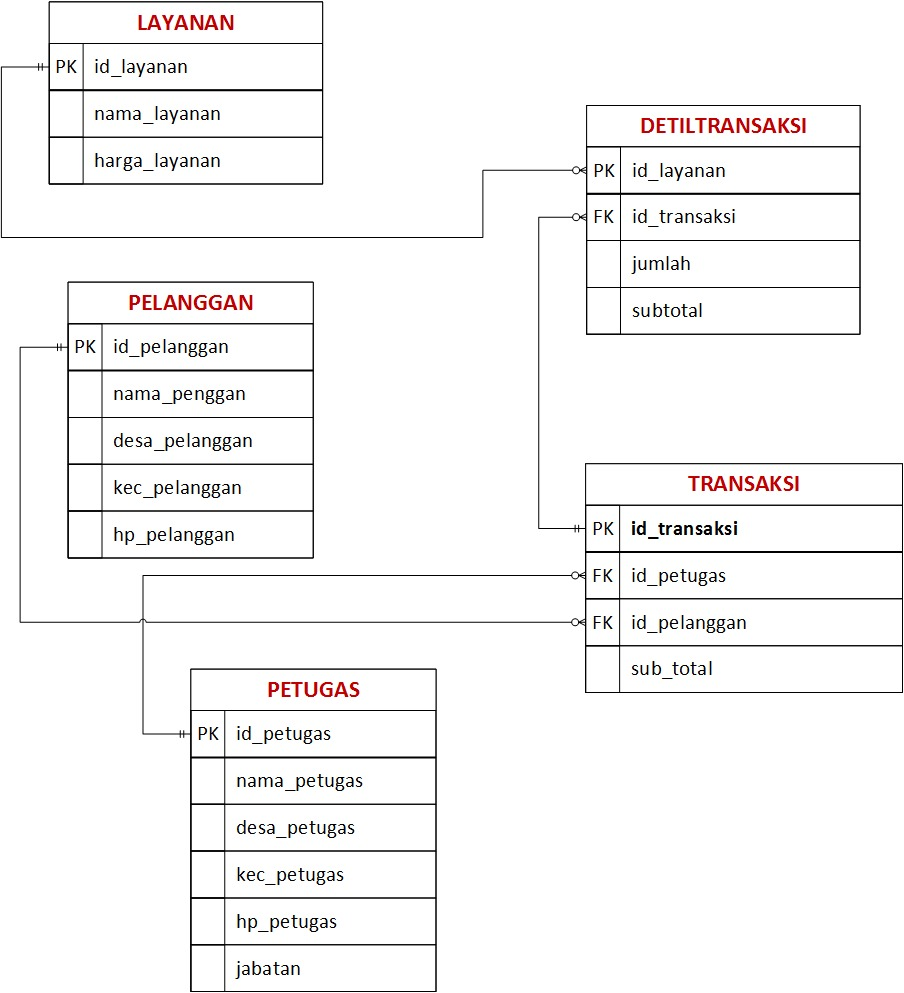 LAYANAN
PK id_layanan
nama_layanan
harga_layanan
DETILTRANSAKSI
PK id_layanan
FK id_transaksi
jumlah
subtotal
PELANGGAN
PK id_pelanggan
nama_penggan
desa_pelanggan
kec_pelanggan
hp_pelanggan
TRANSAKSI
PK id_transaksi
FK id_petugas
FK id_pelanggan
sub_total
PETUGAS
PK id_petugas
nama_petugas
desa_petugas
kec_petugas
hp_petugas
jabatan